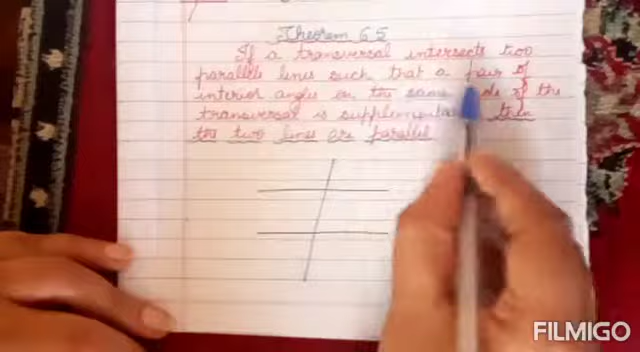 Theorem 6.5
If a transversal intersects two
parallele lines such that a pair of
interior angles on the same side of the
transversal is supplementary then
the two lines are parallel
FILMIGO